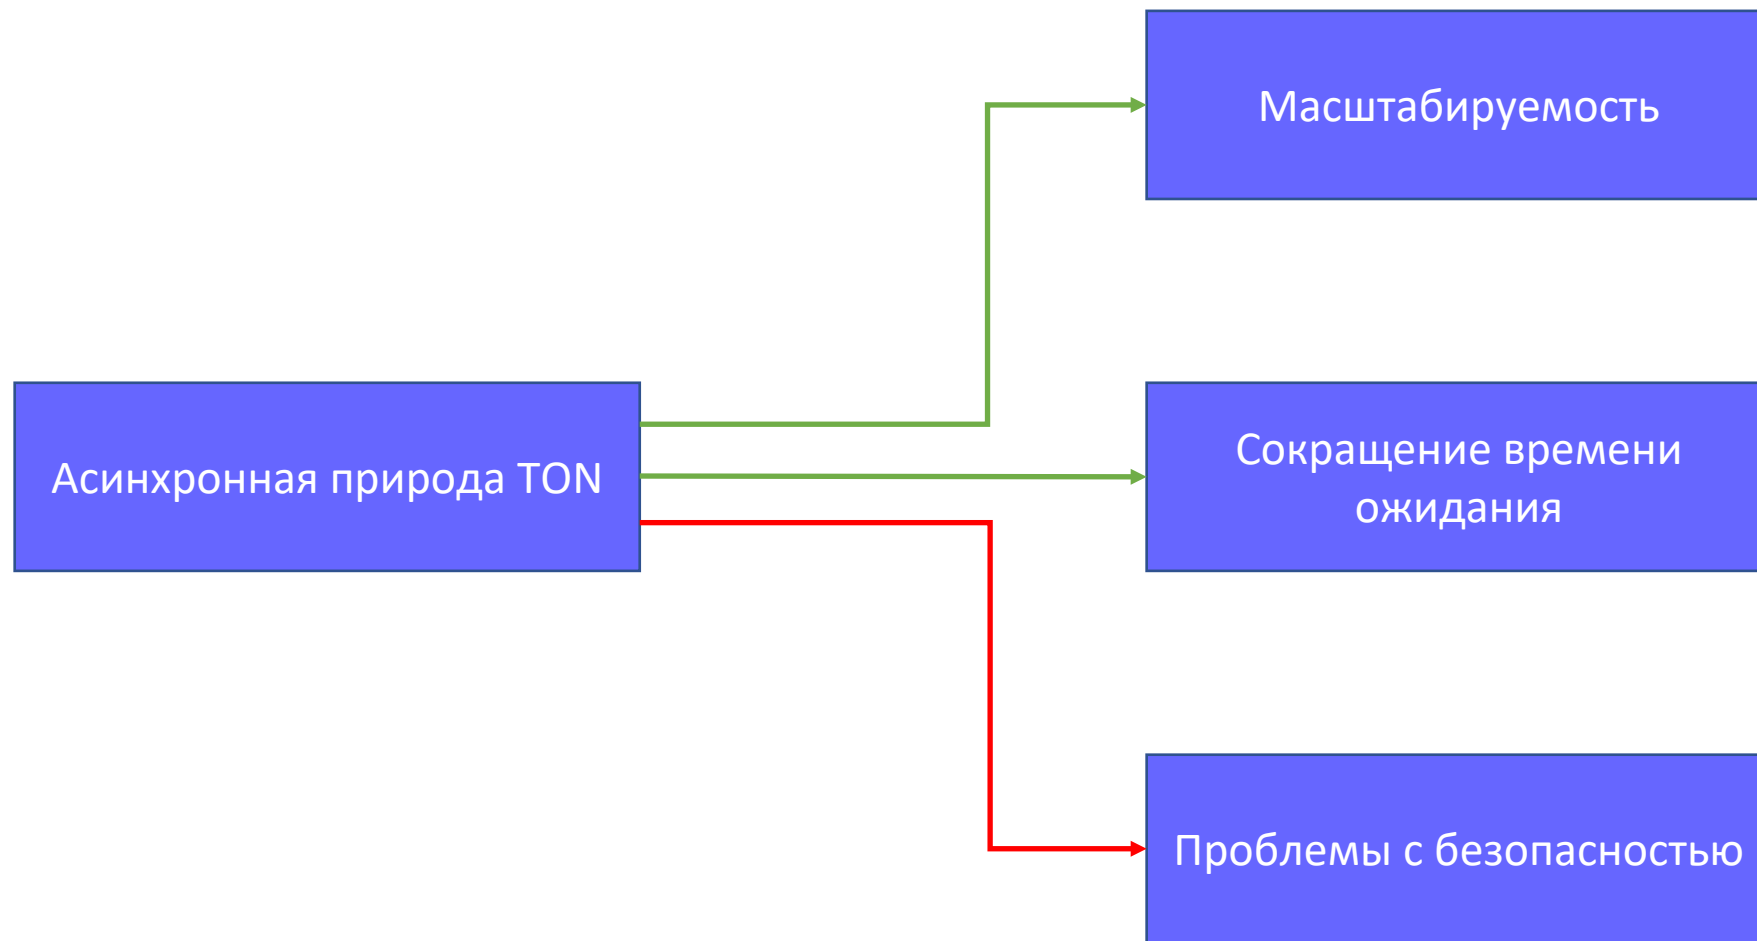 Масштабируемость
Асинхронная природа TON
Сокращение времени
ожидания
Проблемы с безопасностью